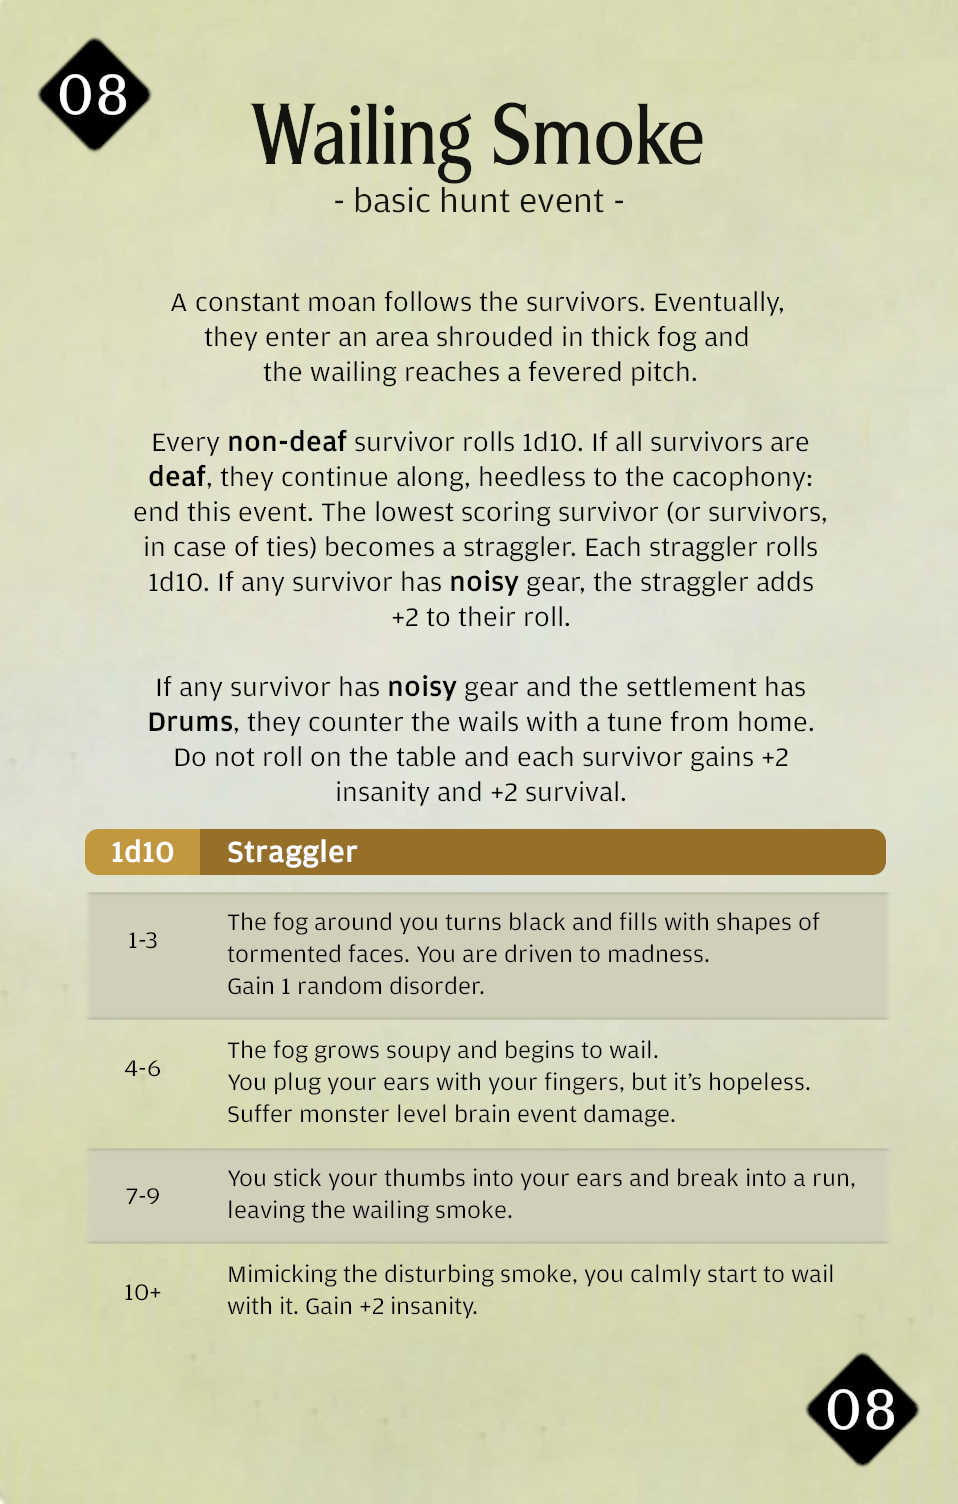 08
Wailing Smoke
- basic hunt event -
A constant moan follows the survivors. Eventually,
they enter an area shrouded in thick fog and
the wailing reaches a fevered pitch.
Every non-deaf survivor rolls 1d10. If all survivors are
deaf, they continue along, heedless to the cacophony:
end this event. The lowest scoring survivor (or survivors,
in case of ties) becomes a straggler. Each straggler rolls
1d10. If any survivor has noisy gear, the straggler adds
+2 to their roll.
If any survivor has noisy gear and the settlement has
Drums, they counter the wails with a tune from home.
Do not roll on the table and each survivor gains +2
insanity and +2 survival.
1d10 Straggler
1-3
The fog around you turns black and fills with shapes of
tormented faces. You are driven to madness.
Gain 1 random disorder.
4-6
The fog grows soupy and begins to wail.
You plug your ears with your fingers, but it’s hopeless.
Suffer monster level brain event damage.
7-9
You stick your thumbs into your ears and break into a run,
leaving the wailing smoke.
10+
Mimicking the disturbing smoke, you calmly start to wail
with it. Gain +2 insanity.
08